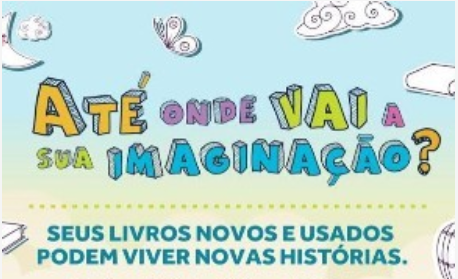 ATÉ ONDE VAI A
SUA IMAGINAÇÃO?
SEUS LIVROS NOVOS E USADOS
PODEM VIVER NOVAS HISTÓRIAS.